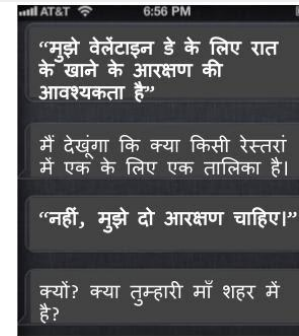 AT&T 6:56 PM
“मुझे वेलेंटाइन डे के लिए रात
के खाने के आरक्षण की
आवश्यकता है”
मैं देखूंगा कि क्या किसी रेस्तरां
में एक के लिए एक तालिका है।
“नहीं, मुझे दो आरक्षण चाहिए।”
क्यों? क्या तुम्हारी माँ शहर में
है?